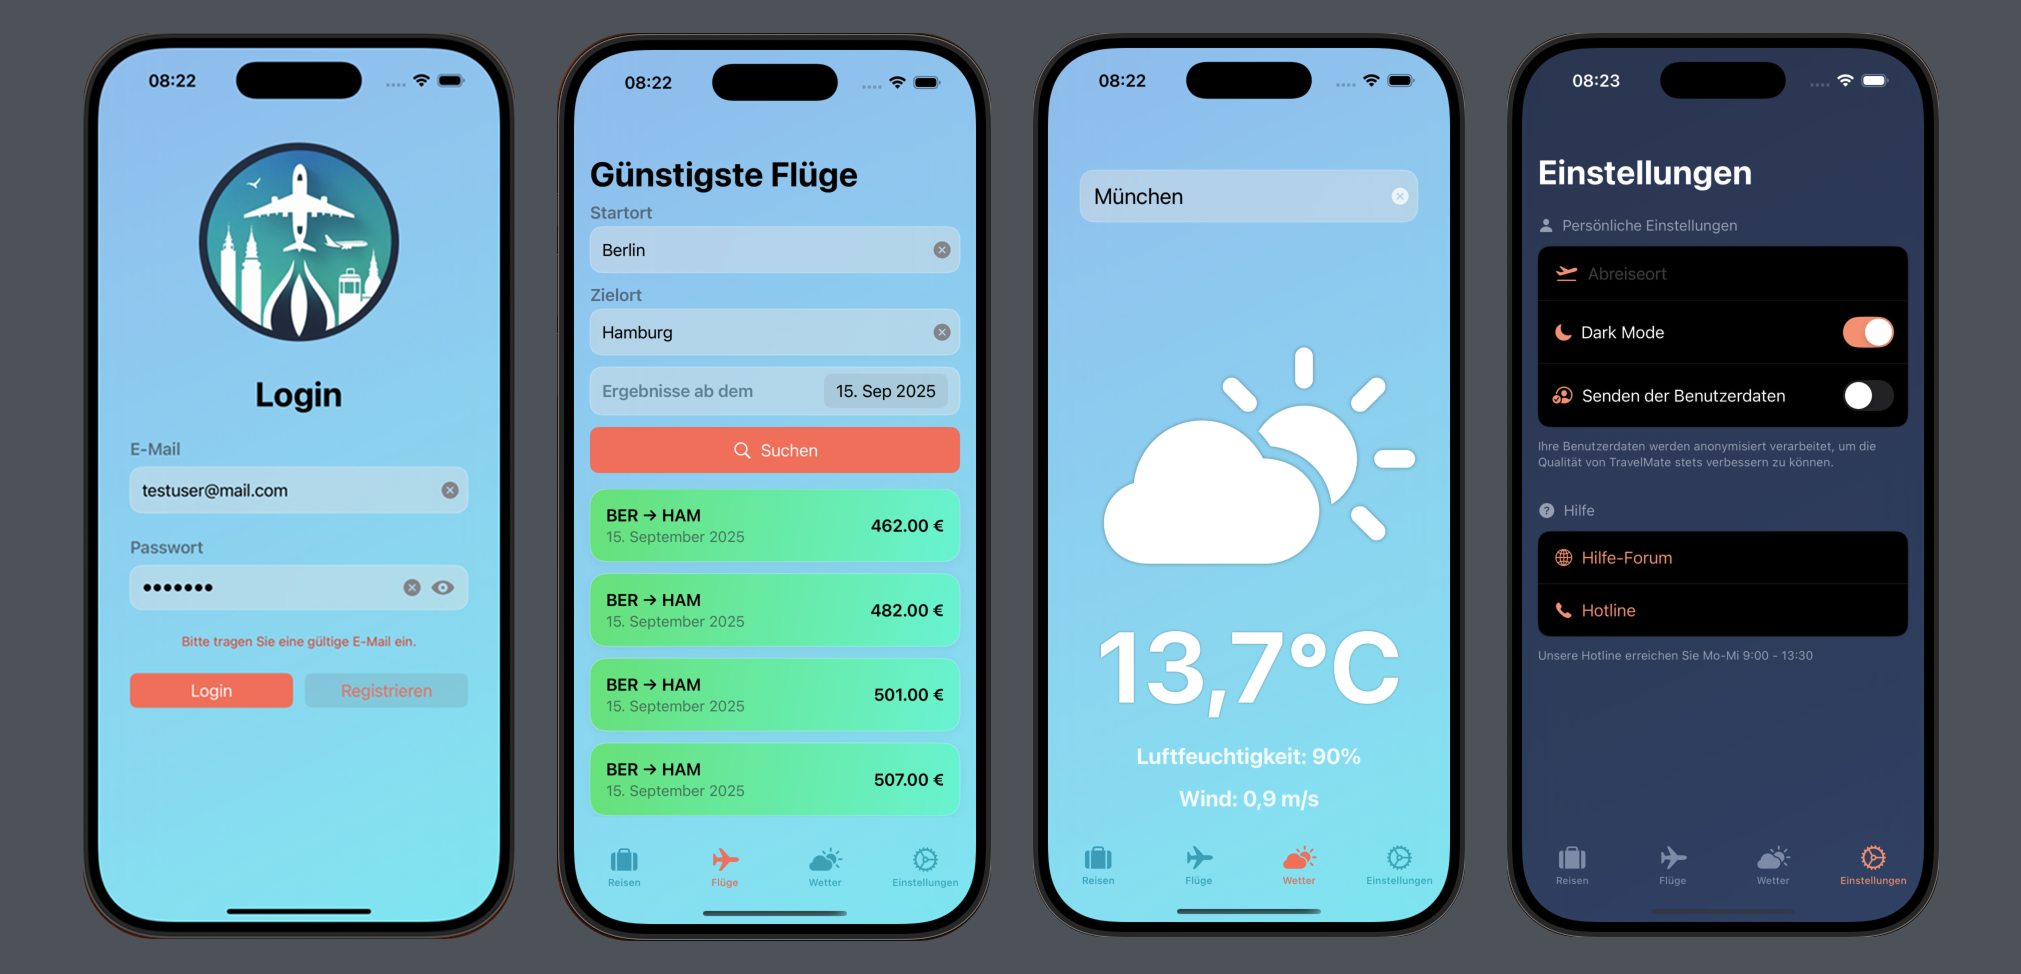 08:22
Login
E-Mail
testuser@mail.com
Passwort
•••••••
Bitte tragen Sie eine gültige E-Mail ein.
Login
Registrieren
08:22
Günstigste Flüge
Startort
Berlin
Zielort
Hamburg
Ergebnisse ab dem
15. Sep 2025
Suchen
BER → HAM
15. September 2025
462.00 €
BER → HAM
15. September 2025
482.00 €
BER → HAM
15. September 2025
501.00 €
BER → HAM
15. September 2025
507.00 €
Reisen
Flüge
Wetter
Einstellungen
08:22
München
13,7°C
Luftfeuchtigkeit: 90%
Wind: 0,9 m/s
Reisen
Flüge
Wetter
Einstellungen
08:23
Einstellungen
Persönliche Einstellungen
Abreiseort
Dark Mode
Senden der Benutzerdaten
Ihre Benutzerdaten werden anonymisiert verarbeitet, um die
Qualität von TravelMate stets verbessern zu können.
Hilfe
Hilfe-Forum
Hotline
Unsere Hotline erreichen Sie Mo-Mi 9:00 - 13:30
Reisen
Flüge
Wetter
Einstellungen